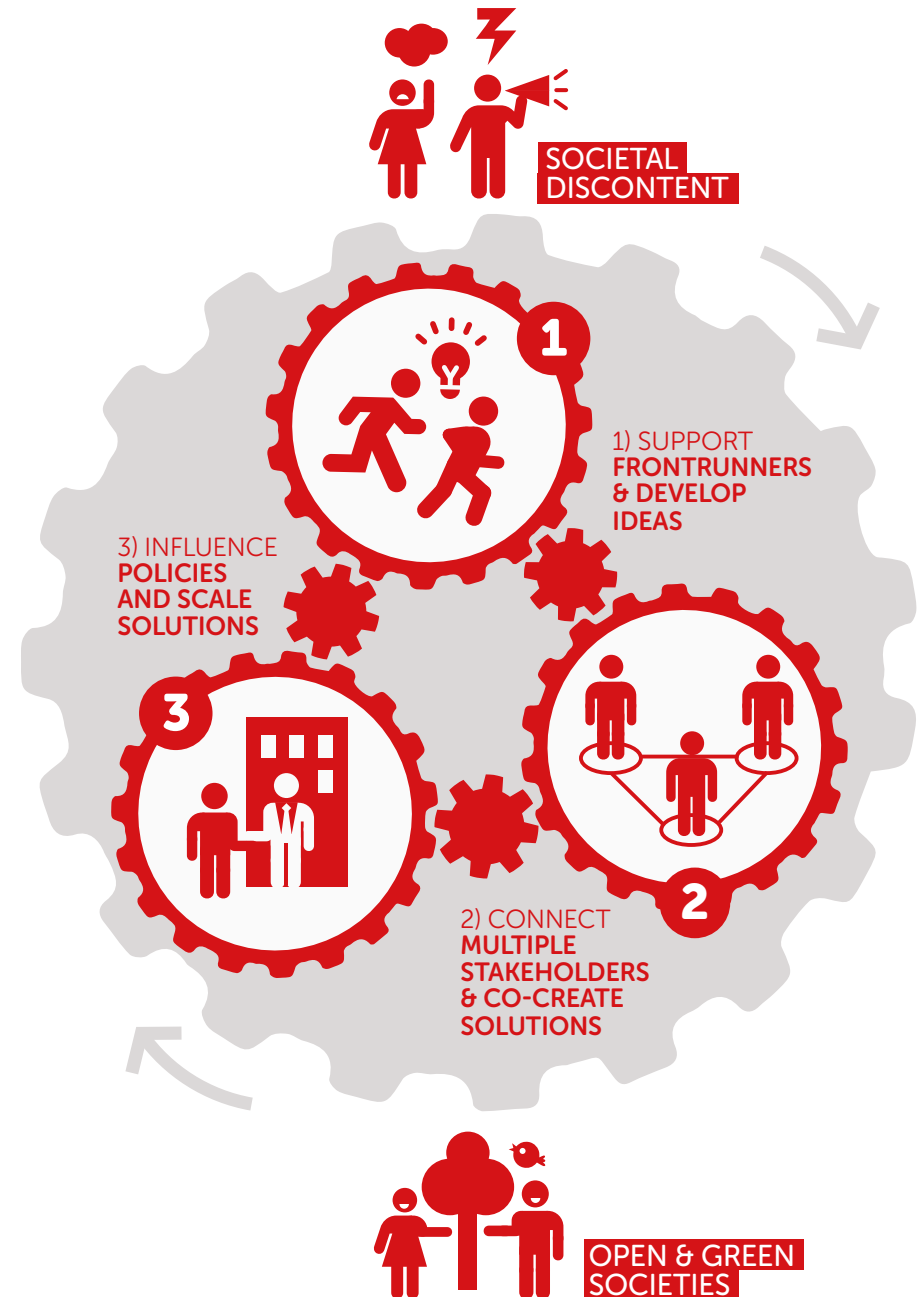 SOCIETAL
DISCONTENT
1
1) SUPPORT
FRONTRUNNERS
& DEVELOP
IDEAS
3) INFLUENCE
POLICIES
AND SCALE
SOLUTIONS
3
2
2) CONNECT
MULTIPLE
STAKEHOLDERS
& CO-CREATE
SOLUTIONS
OPEN & GREEN
SOCIETIES